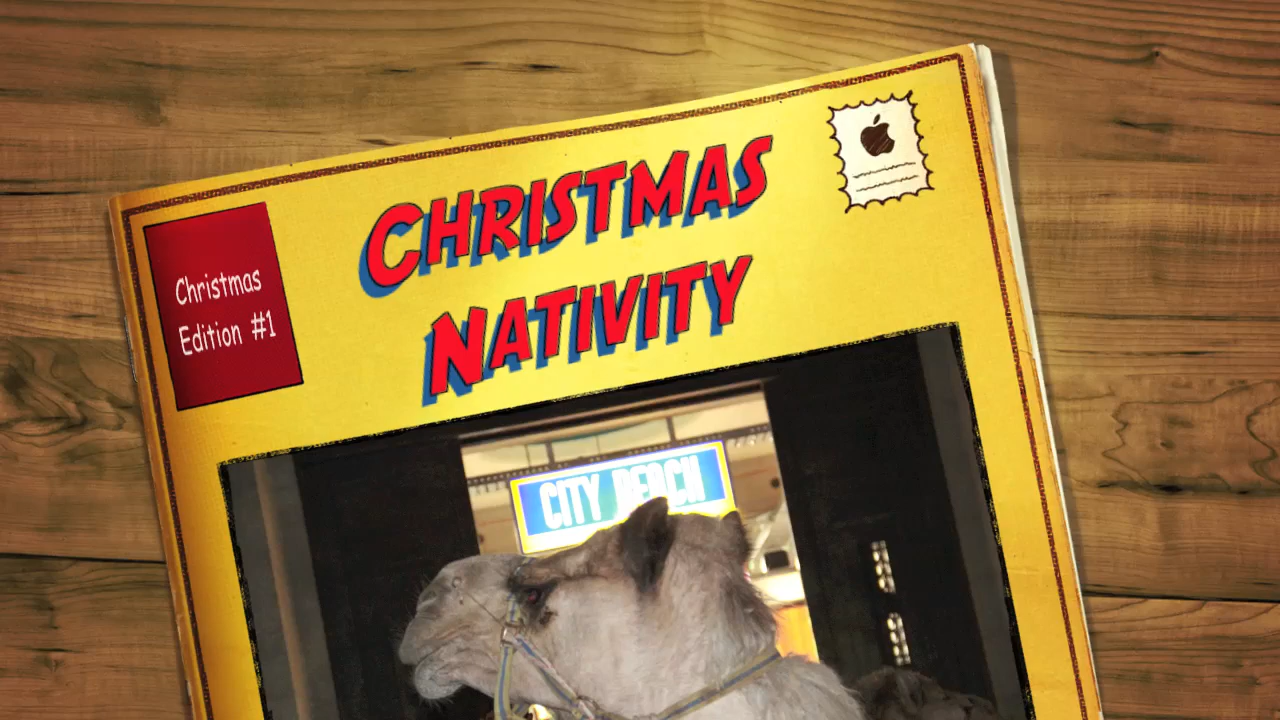 CHRISTMAS
NATIVITY
Christmas
Edition #1
CITY BEACH